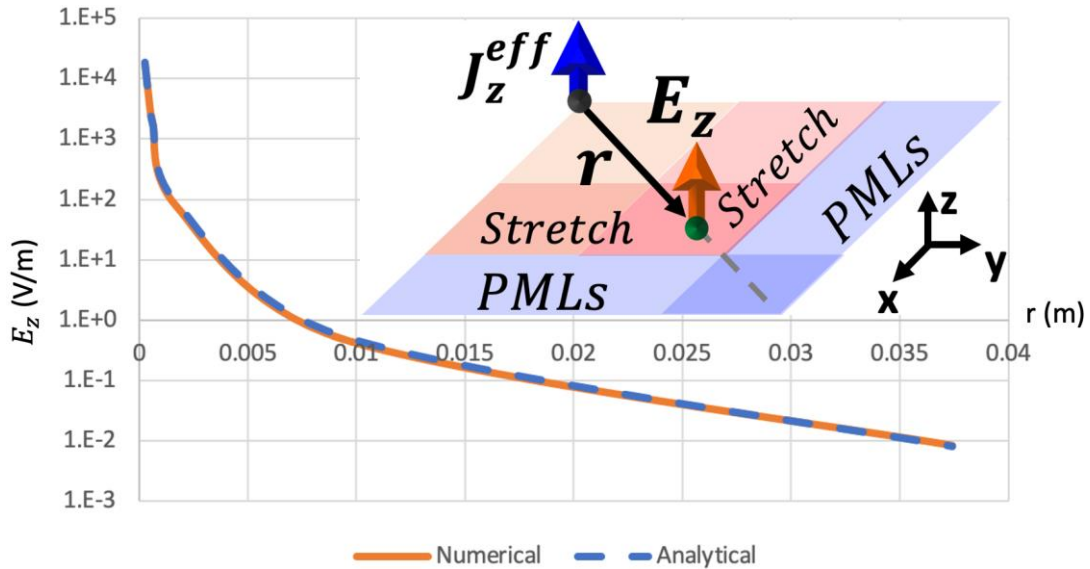 1.E+5
1.E+4
1.E+3
1.E+2
1.E+1
1.E+0
1.E-1
1.E-2
1.E-3
E_z (V/m)
J_z^eff
E_z
r
Stretch
Stretch
PMLs
PMLs
z
y
x
r (m)
0 0.005 0.01 0.015 0.02 0.025 0.03 0.035 0.04
Numerical Analytical